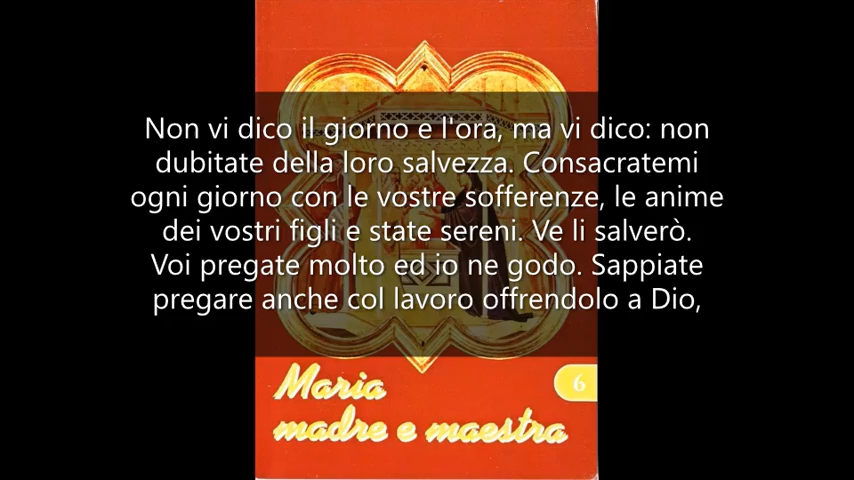 Non vi dico il giorno e l'ora, ma vi dico: non
dubitate della loro salvezza. Consacratemi
ogni giorno con le vostre sofferenze, le anime
dei vostri figli e state sereni. Ve li salverò.
Voi pregate molto ed io ne godo. Sappiate
pregare anche col lavoro offrendolo a Dio,
Maria
6
madre e maestra